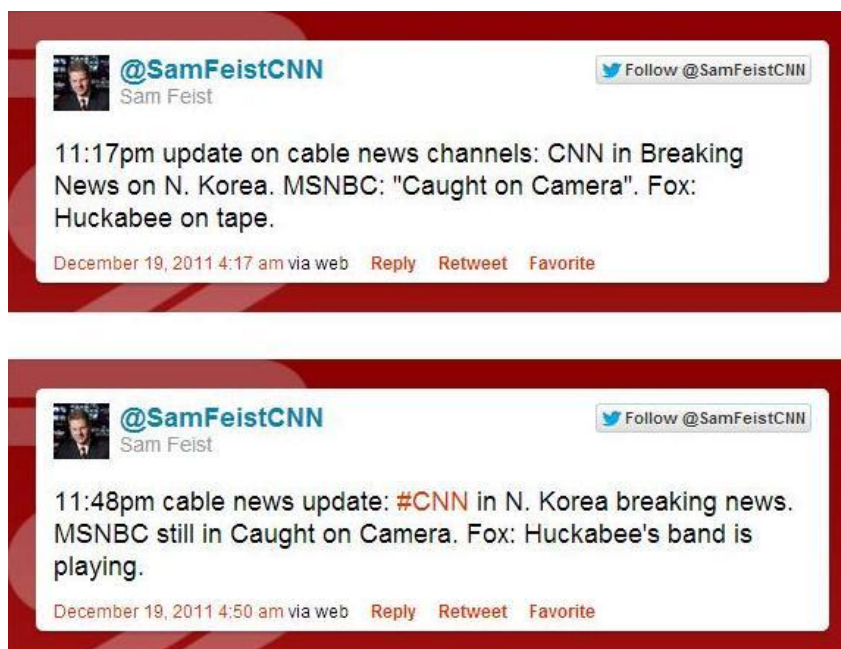 @SamFeistCNN
Follow @SamFeistCNN
Sam Feist
11:17pm update on cable news channels: CNN in Breaking
News on N. Korea. MSNBC: "Caught on Camera". Fox:
Huckabee on tape.
December 19, 2011 4:17 am via web Reply Retweet Favorite
@SamFeistCNN
Follow @SamFeistCNN
Sam Feist
11:48pm cable news update: #CNN in N. Korea breaking news.
MSNBC still in Caught on Camera. Fox: Huckabee's band is
playing.
December 19, 2011 4:50 am via web Reply Retweet Favorite